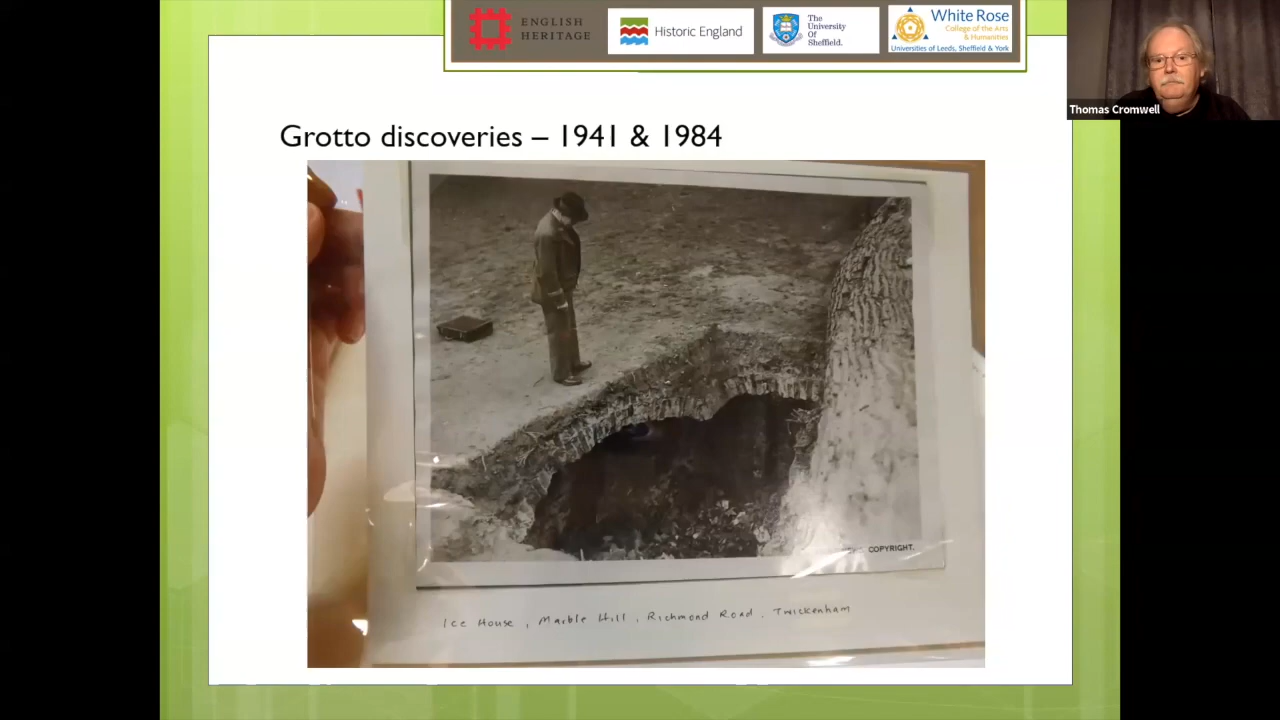 ENGLISH
HERITAGE
Historic England
The
University
Of
Sheffield.
White Rose
College of the Arts
& Humanities
Universities of Leeds, Sheffield & York
Thomas Cromwell
Grotto discoveries – 1941 & 1984
COPYRIGHT.
Ice House, Marble Hill, Richmond Road. Twickenham